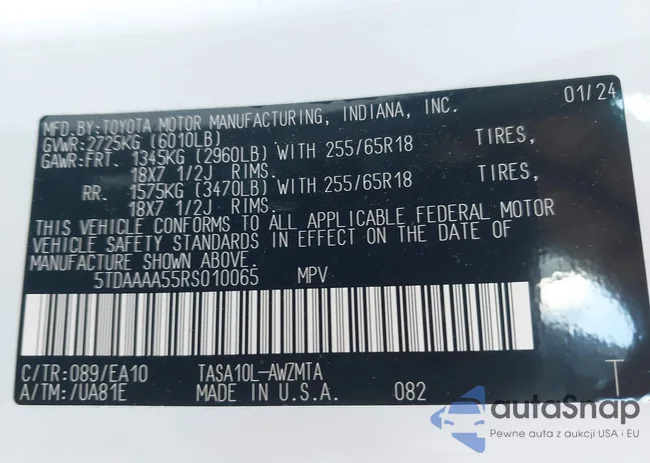 MFD.BY:TOYOTA MOTOR MANUFACTURING, INDIANA, INC. 01/24
GVWR:2725KG (6010LB)
GAWR:FRT. 1345KG (2960LB) WITH 255/65R18 TIRES,
18X7 1/2J RIMS.
RR. 1575KG (3470LB) WITH 255/65R18 TIRES,
18X7 1/2J RIMS.
THIS VEHICLE CONFORMS TO ALL APPLICABLE FEDERAL MOTOR
VEHICLE SAFETY STANDARDS IN EFFECT ON THE DATE OF
MANUFACTURE SHOWN ABOVE.
5TDAAAA55RS010065 MPV
C/TR:089/EA10 TASA10L-AWZMTA
A/TM:/UA81E MADE IN U.S.A. 082 T
autaSnap
Pewne auta z aukcji USA i EU